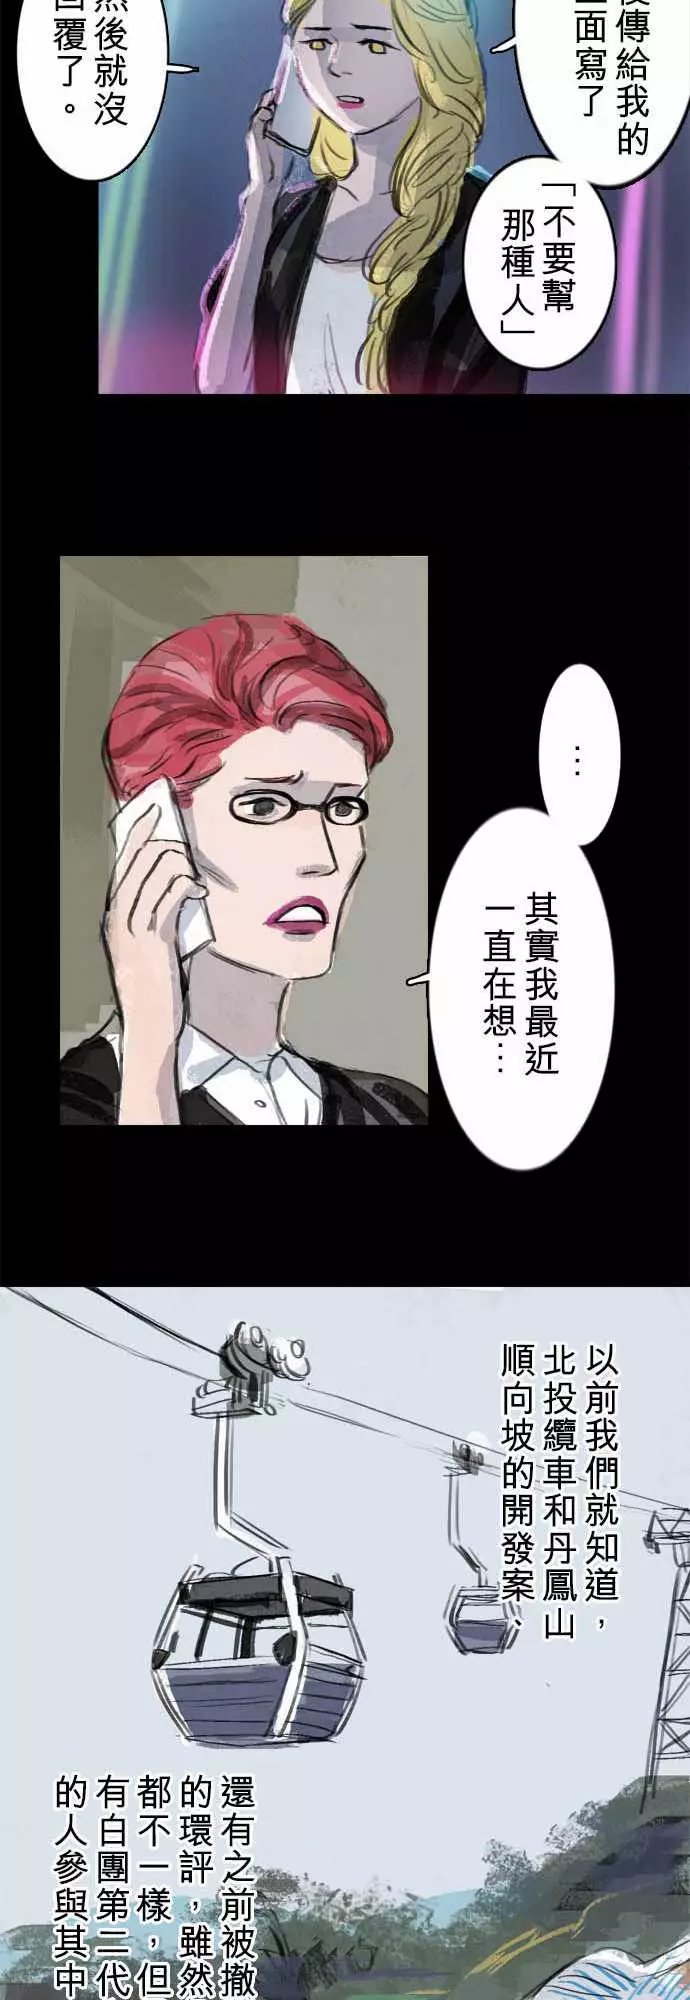 傳給我的
面寫了
「不要幫
那種人」
然後就沒
回覆了。
…
其實我最近
一直在想…
以前我們就知道，
北投纜車和丹鳳山
順向坡的開發案、
還有之前被撤
的環評，雖然
都不一樣，但
有白團第二代
的人參與其中